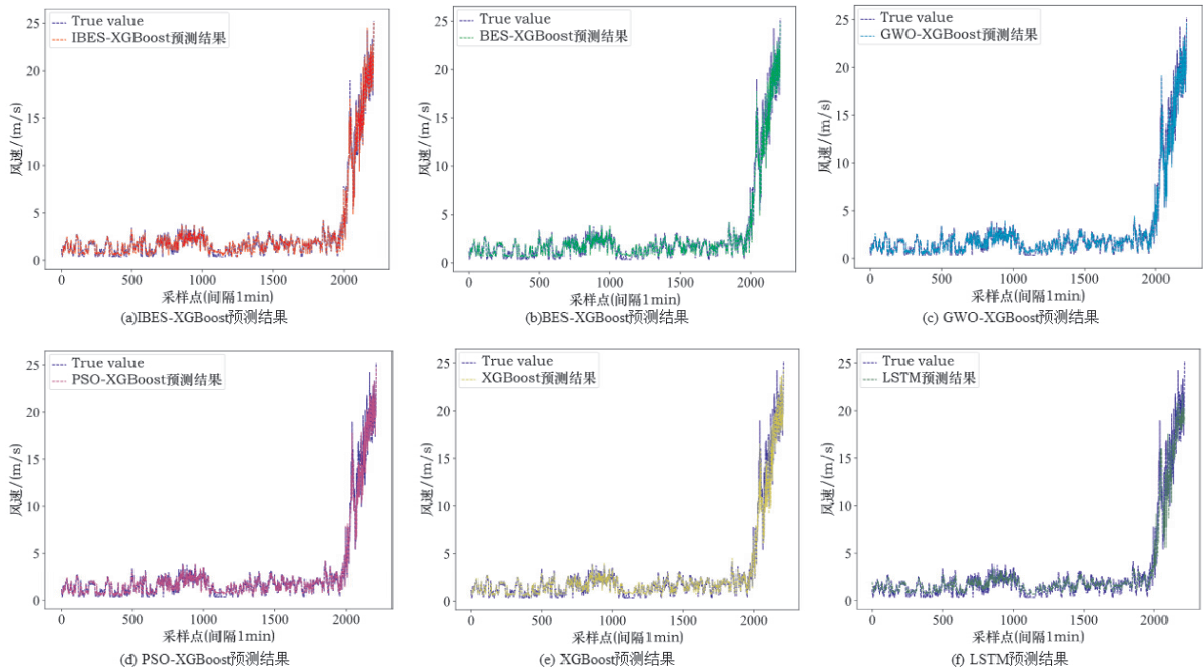 True value
IBES-XGBoost预测结果
25
20
15
10
5
0
风速/(m/s)
0 500 1000 1500 2000
采样点(间隔1min)
(a)IBES-XGBoost预测结果
True value
BES-XGBoost预测结果
25
20
15
10
5
0
风速/(m/s)
0 500 1000 1500 2000
采样点(间隔1min)
(b)BES-XGBoost预测结果
True value
GWO-XGBoost预测结果
25
20
15
10
5
0
风速/(m/s)
0 500 1000 1500 2000
采样点(间隔1min)
(c) GWO-XGBoost预测结果
True value
PSO-XGBoost预测结果
25
20
15
10
5
0
风速/(m/s)
0 500 1000 1500 2000
采样点(间隔1min)
(d) PSO-XGBoost预测结果
True value
XGBoost预测结果
25
20
15
10
5
0
风速/(m/s)
0 500 1000 1500 2000
采样点(间隔1min)
(e) XGBoost预测结果
True value
LSTM预测结果
25
20
15
10
5
0
风速/(m/s)
0 500 1000 1500 2000
采样点(间隔1min)
(f) LSTM预测结果